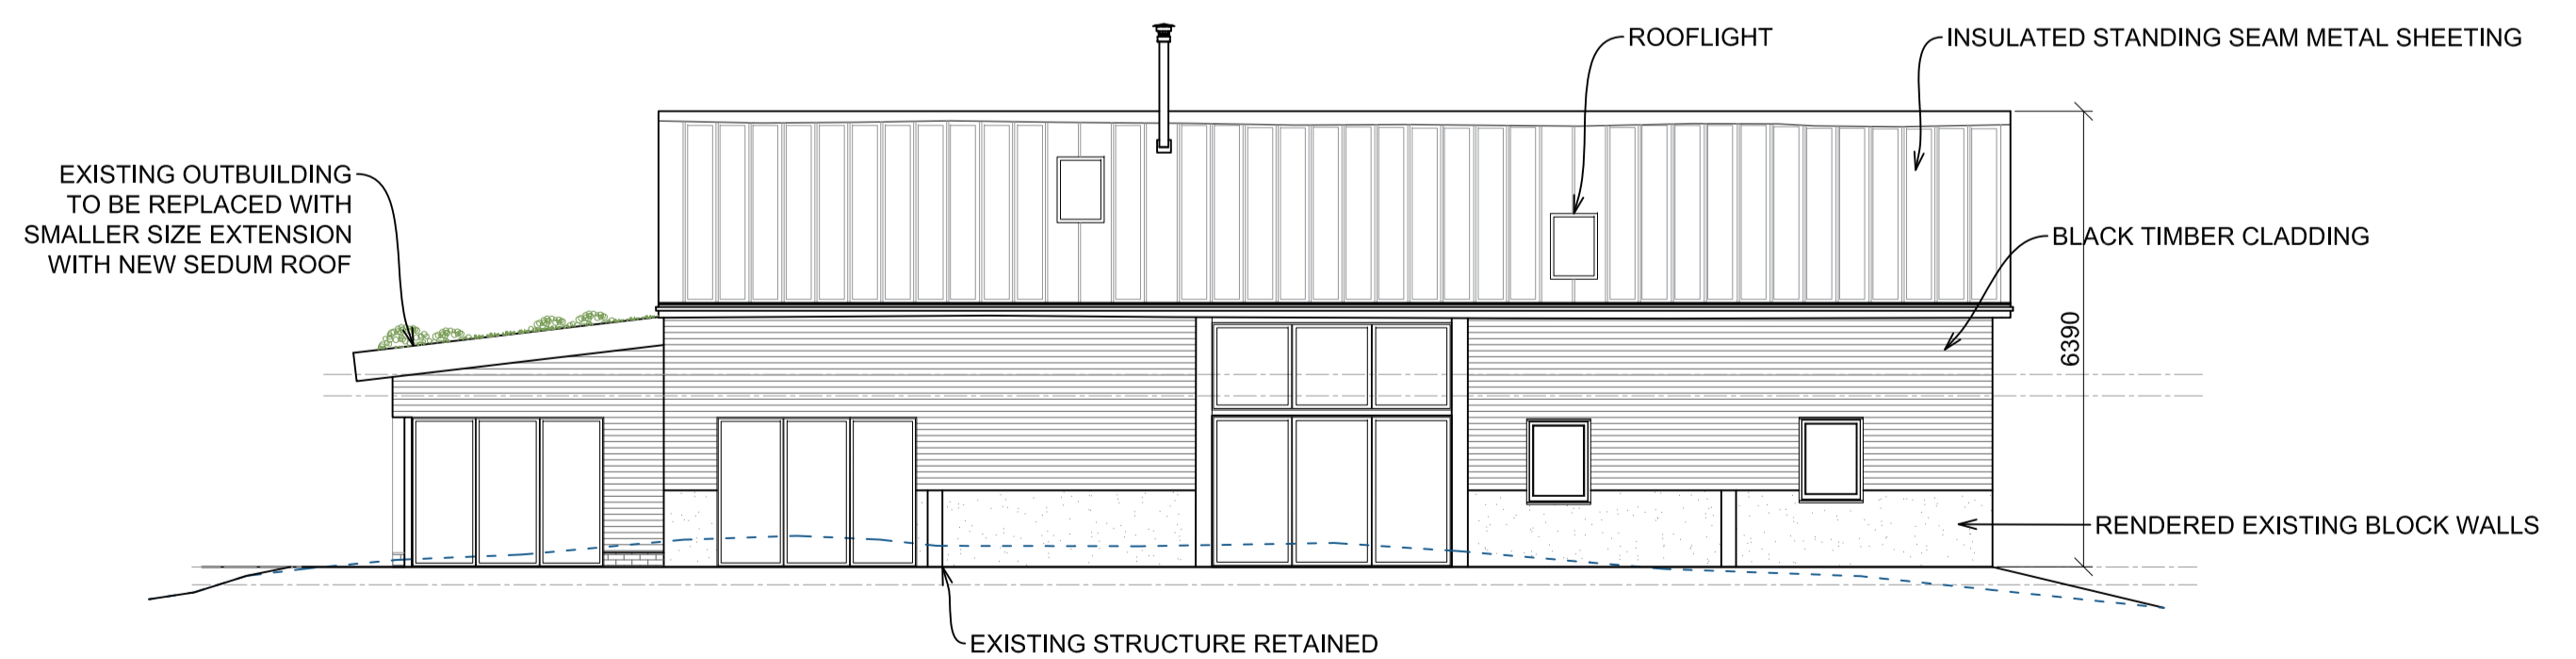 ROOFLIGHT
INSULATED STANDING SEAM METAL SHEETING
EXISTING OUTBUILDING
TO BE REPLACED WITH
SMALLER SIZE EXTENSION
WITH NEW SEDUM ROOF
BLACK TIMBER CLADDING
6390
RENDERED EXISTING BLOCK WALLS
EXISTING STRUCTURE RETAINED